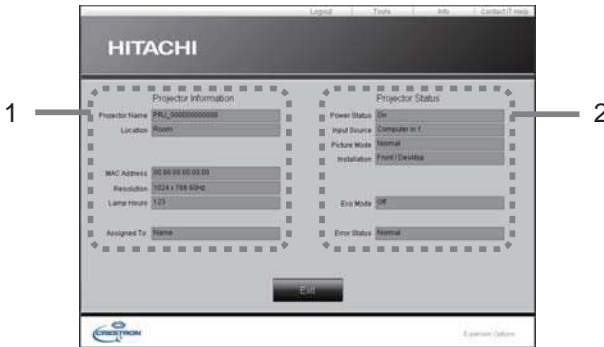 Logout Tools Info Contact IT Help
HITACHI
1
2
Projector Information
Projector Name PRJ_000000000000
Location Room
MAC Address 00:00:00:00:00:00
Resolution 1024 x 768 60Hz
Lamp Hours 123
Assigned To Name
Projector Status
Power Status On
Input Source Computer in 1
Picture Mode Normal
Installation Front / Desktop
Eco Mode Off
Error Status Normal
Exit
CRESTRON
Expansion Options